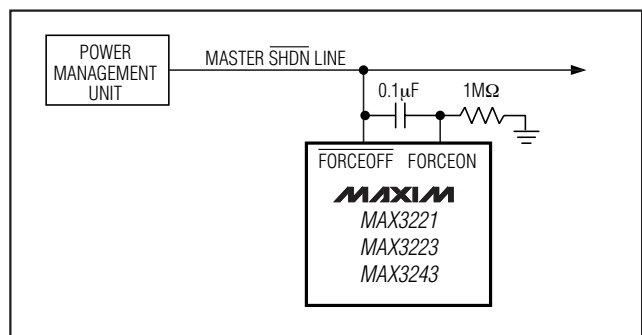 POWER
MANAGEMENT
UNIT
MASTER SHDN LINE
0.1μF
1MΩ
FORCEOFF FORCEON
MAXIM
MAX3221
MAX3223
MAX3243